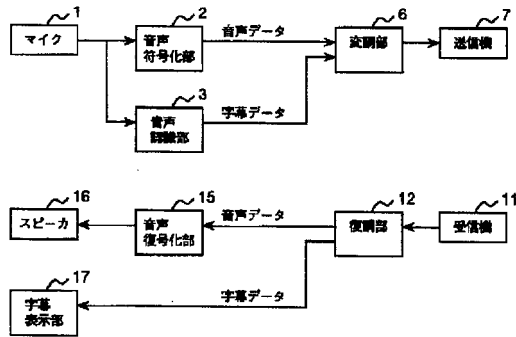 1
マイク
2
音声
符号化部
音声データ
6
変調部
7
送信機
3
音声
認識部
字幕データ
16
スピーカ
15
音声
復号化部
音声データ
12
復調部
11
受信機
17
字幕
表示部
字幕データ